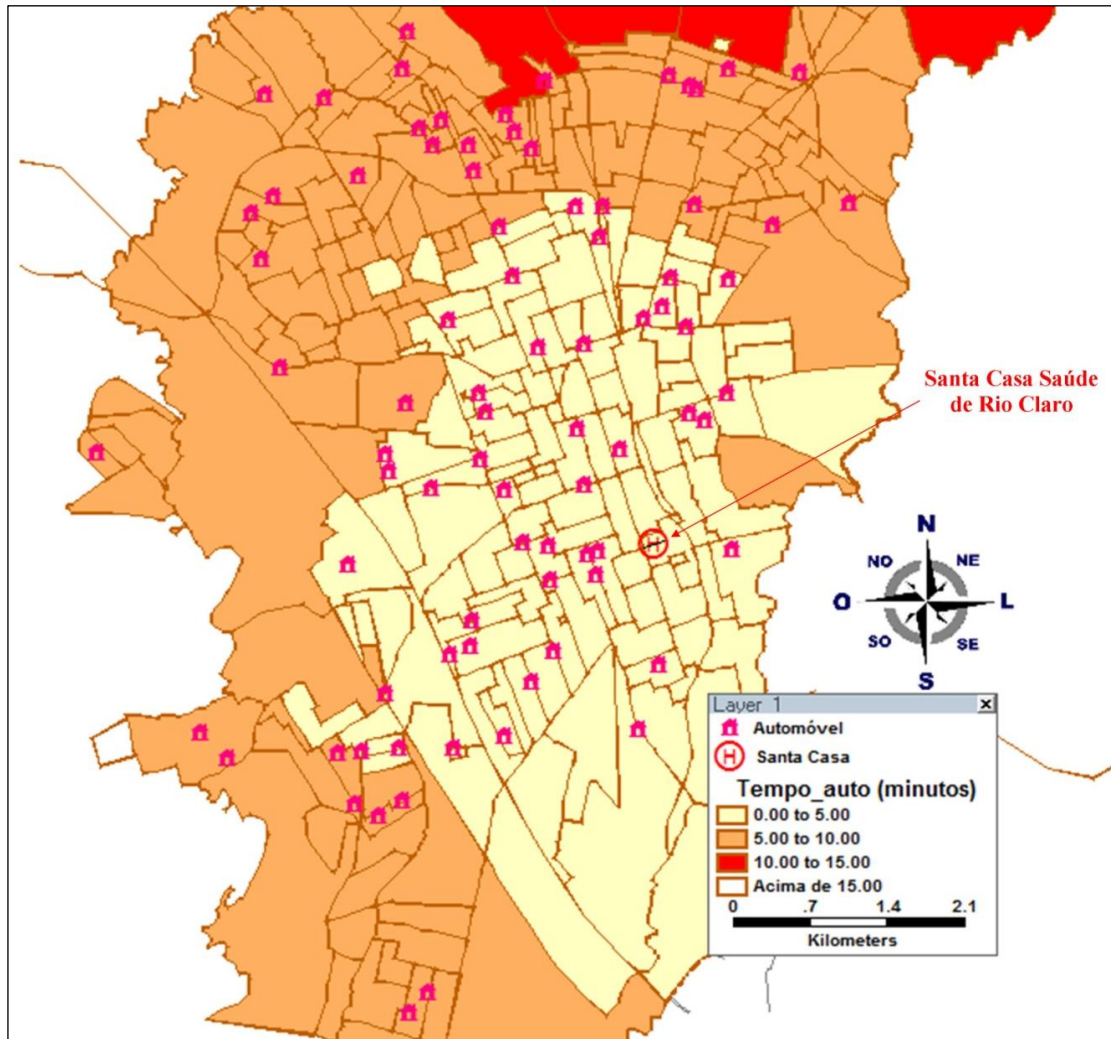 Santa Casa Saúde
de Rio Claro
N
NO
NE
O
L
SO
SE
S
Layer 1
Automóvel
H
Santa Casa
Tempo_auto (minutos)
0.00 to 5.00
5.00 to 10.00
10.00 to 15.00
Acima de 15.00
0 .7 1.4 2.1
Kilometers